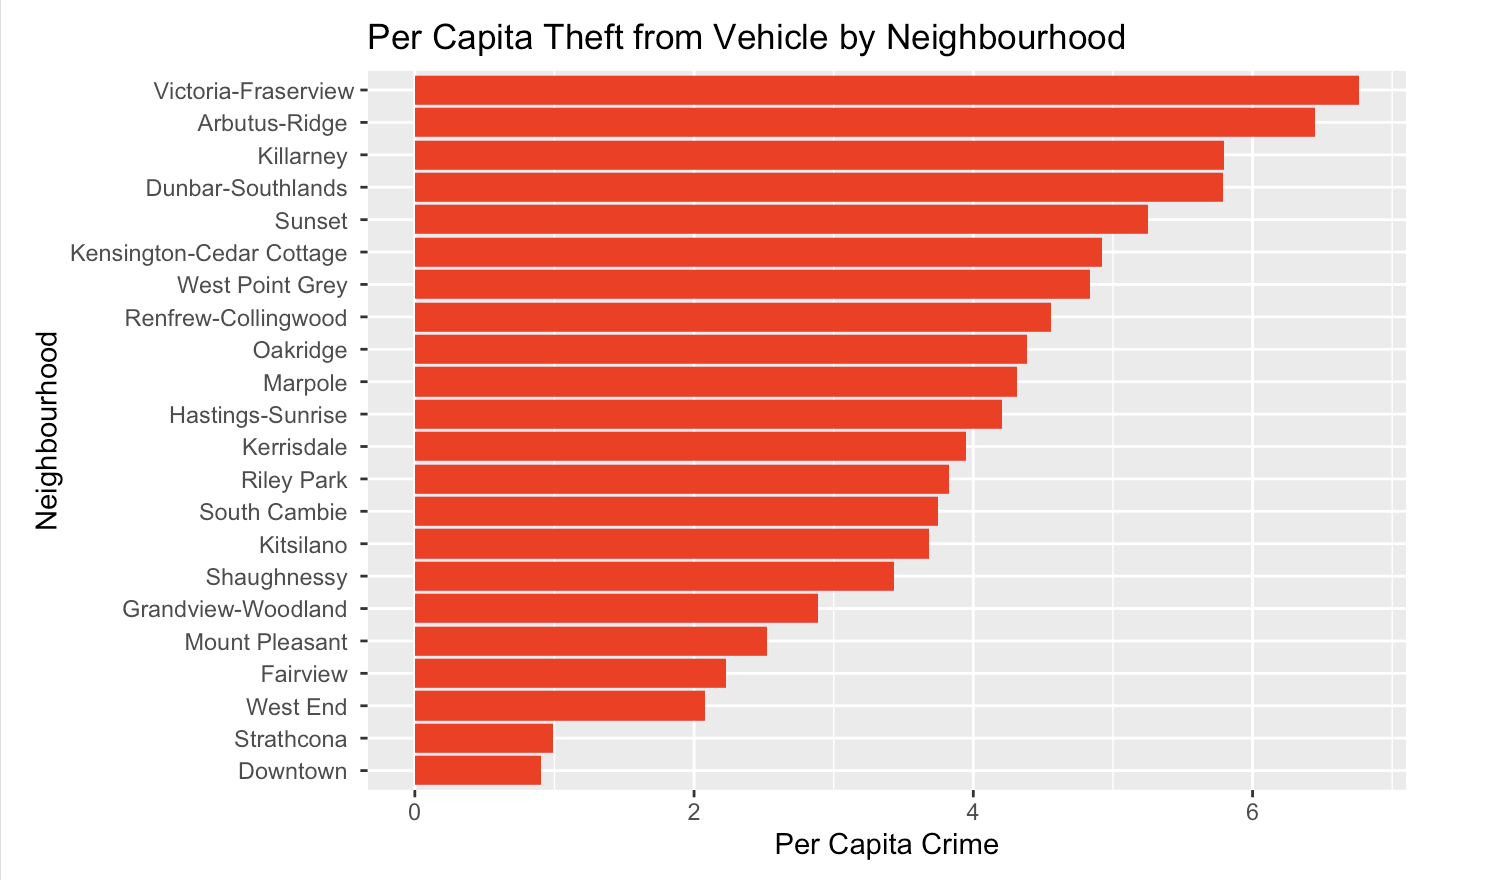 Per Capita Theft from Vehicle by Neighbourhood
Victoria-Fraserview
Arbutus-Ridge
Killarney
Dunbar-Southlands
Sunset
Kensington-Cedar Cottage
West Point Grey
Renfrew-Collingwood
Oakridge
Marpole
Hastings-Sunrise
Kerrisdale
Riley Park
South Cambie
Kitsilano
Shaughnessy
Grandview-Woodland
Mount Pleasant
Fairview
West End
Strathcona
Downtown
Neighbourhood
0 2 4 6
Per Capita Crime